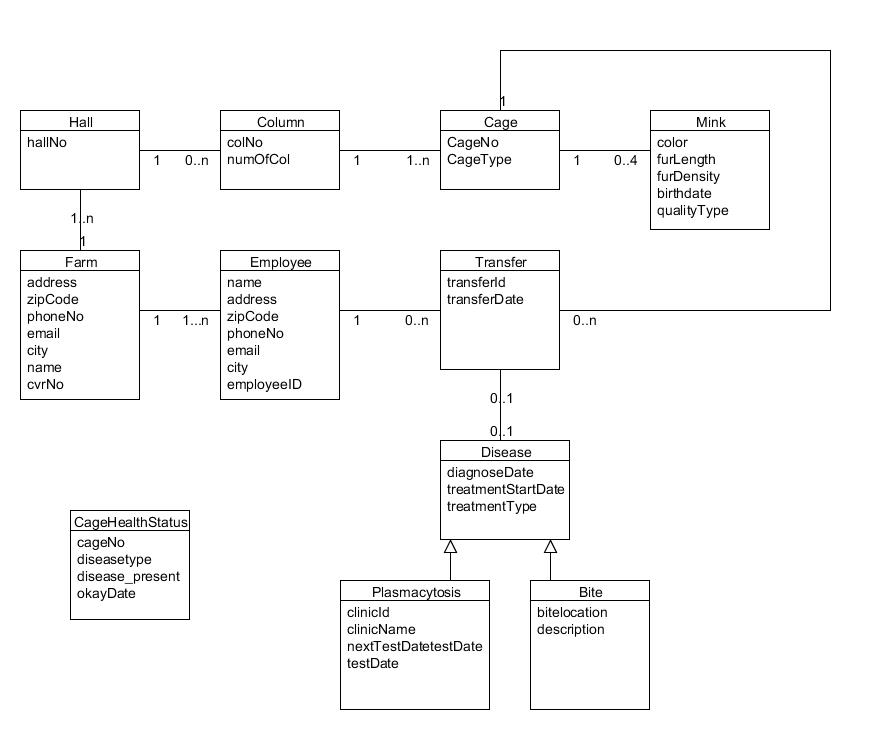 1
Hall
hallNo
1
0..n
Column
colNo
numOfCol
1
1..n
Cage
CageNo
CageType
1
0..4
Mink
color
furLength
furDensity
birthdate
qualityType
1..n
1
Farm
address
zipCode
phoneNo
email
city
name
cvrNo
1
1...n
Employee
name
address
zipCode
phoneNo
email
city
employeeID
1
0..n
Transfer
transferId
transferDate
0..n
0..1
0..1
Disease
diagnoseDate
treatmentStartDate
treatmentType
CageHealthStatus
cageNo
diseasetype
disease_present
okayDate
Plasmacytosis
clinicId
clinicName
nextTestDatetestDate
testDate
Bite
bitelocation
description